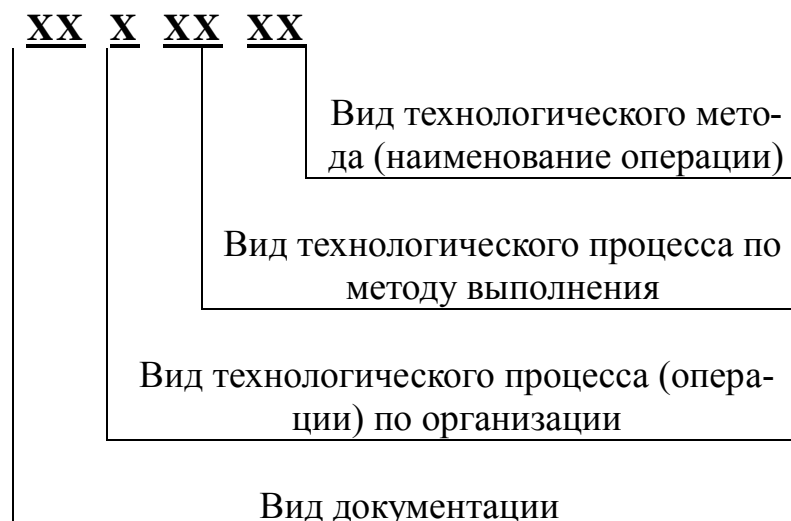 XX X XX XX
Вид технологического мето-
да (наименование операции)
Вид технологического процесса по
методу выполнения
Вид технологического процесса (опера-
ции) по организации
Вид документации